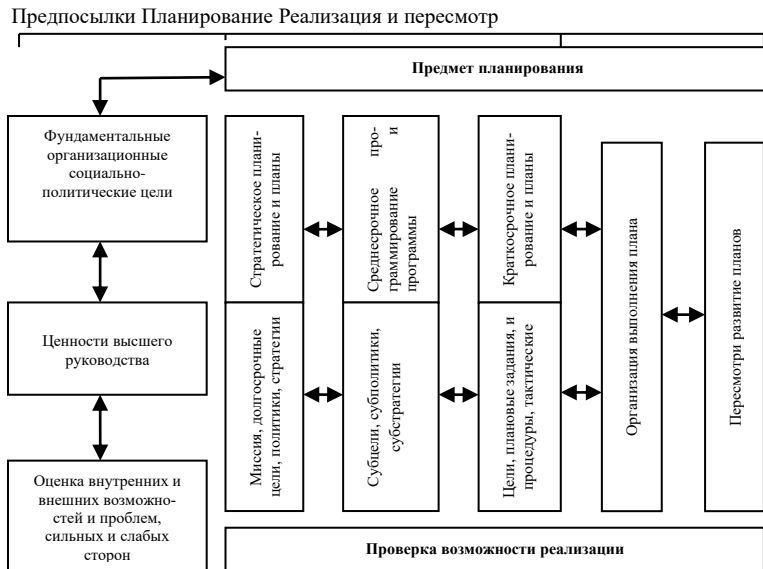 Предпосылки Планирование Реализация и пересмотр
Предмет планирования
Фундаментальные
организационные
социально-
политические цели
Ценности высшего
руководства
Оценка внутренних и
внешних возможно-
стей и проблем,
сильных и слабых
сторон
Стратегическое плани-
рование и планы
Миссия, долгосрочные
цели, политики, стратегии
Среднесрочное про-
граммирование и
программы
Субцели, субполитики,
субстратегии
Краткосрочное плани-
рование и планы
Цели, плановые задания, и
процедуры, тактические
Организация выполнения плана
Пересмотри развитие планов
Проверка возможности реализации